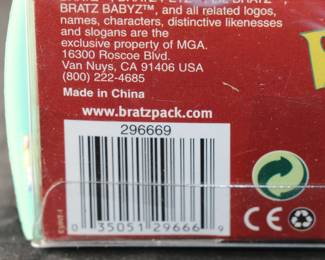 BRATZ BABYZ™, and all related logos,
names, characters, distinctive likenesses
and slogans are the
exclusive property of MGA.
16300 Roscoe Blvd.
Van Nuys, CA 91406 USA
(800) 222-4685
Made in China
www.bratzpack.com
296669
0 35051 29666 9
CE